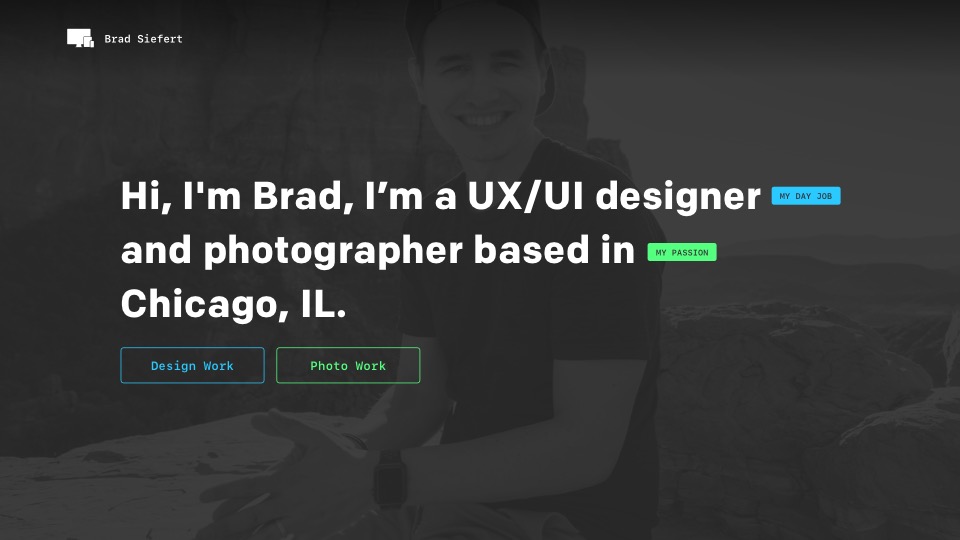 Brad Siefert
Hi, I'm Brad, I’m a UX/UI designer MY DAY JOB
and photographer based in MY PASSION
Chicago, IL.
Design Work Photo Work